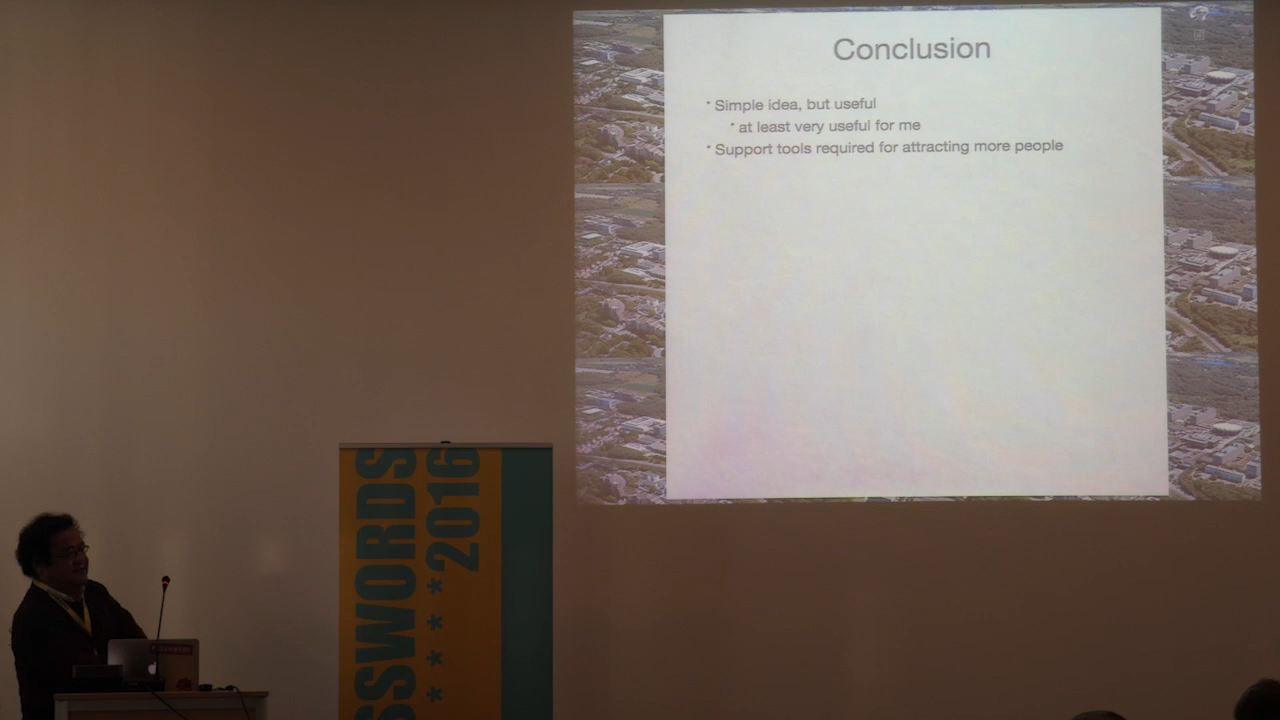 Conclusion
* Simple idea, but useful
* at least very useful for me
* Support tools required for attracting more people
SSWORDS
* * * * 2016